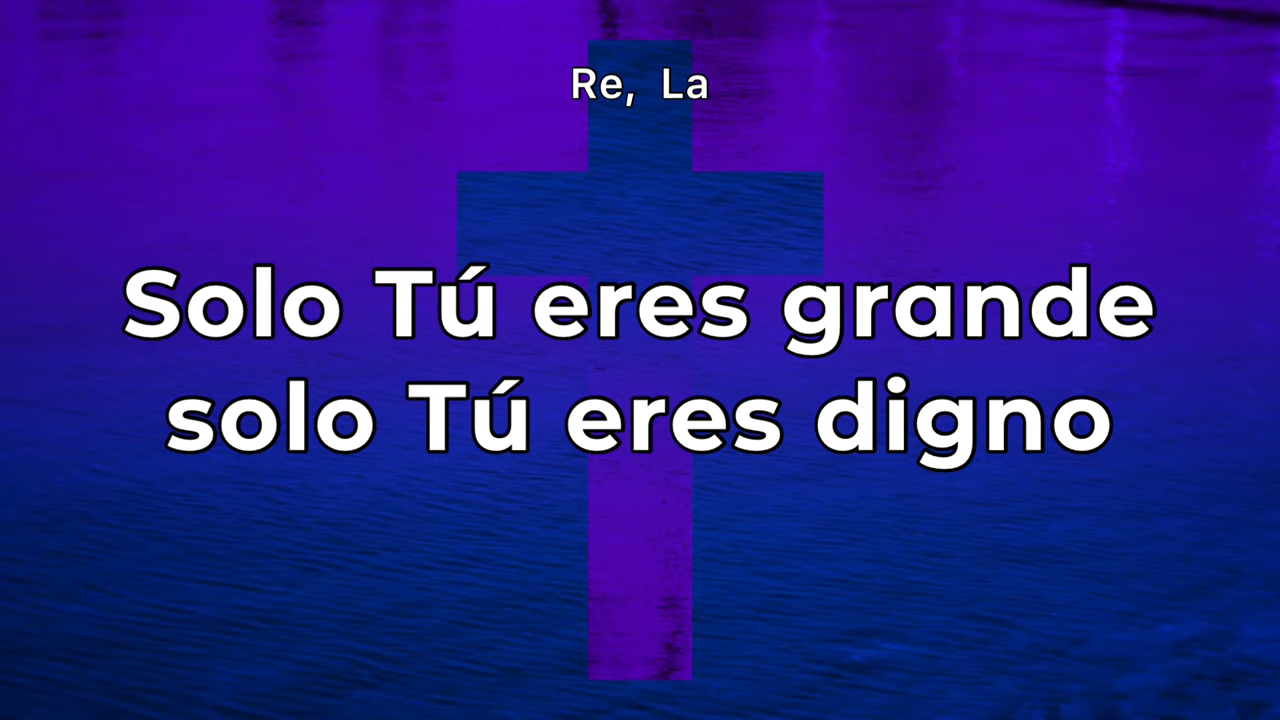 Re, La
Solo Tú eres grande
solo Tú eres digno